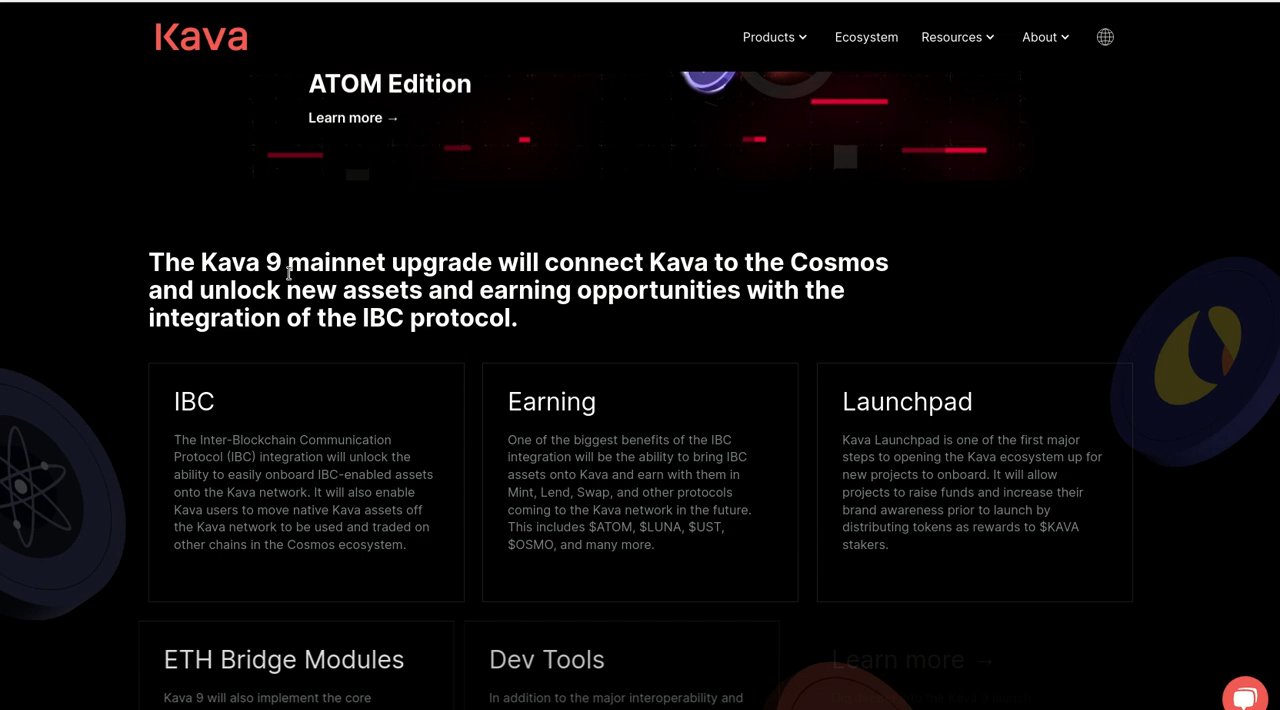 Kava
Products
Ecosystem
Resources
About
ATOM Edition
Learn more →
The Kava 9 mainnet upgrade will connect Kava to the Cosmos
and unlock new assets and earning opportunities with the
integration of the IBC protocol.
IBC
The Inter-Blockchain Communication
Protocol (IBC) integration will unlock the
ability to easily onboard IBC-enabled assets
onto the Kava network. It will also enable
Kava users to move native Kava assets off
the Kava network to be used and traded on
other chains in the Cosmos ecosystem.
Earning
One of the biggest benefits of the IBC
integration will be the ability to bring IBC
assets onto Kava and earn with them in
Mint, Lend, Swap, and other protocols
coming to the Kava network in the future.
This includes $ATOM, $LUNA, $UST,
$OSMO, and many more.
Launchpad
Kava Launchpad is one of the first major
steps to opening the Kava ecosystem up for
new projects to onboard. It will allow
projects to raise funds and increase their
brand awareness prior to launch by
distributing tokens as rewards to $KAVA
stakers.
ETH Bridge Modules
Kava 9 will also implement the core
Dev Tools
In addition to the major interoperability and
Learn more →